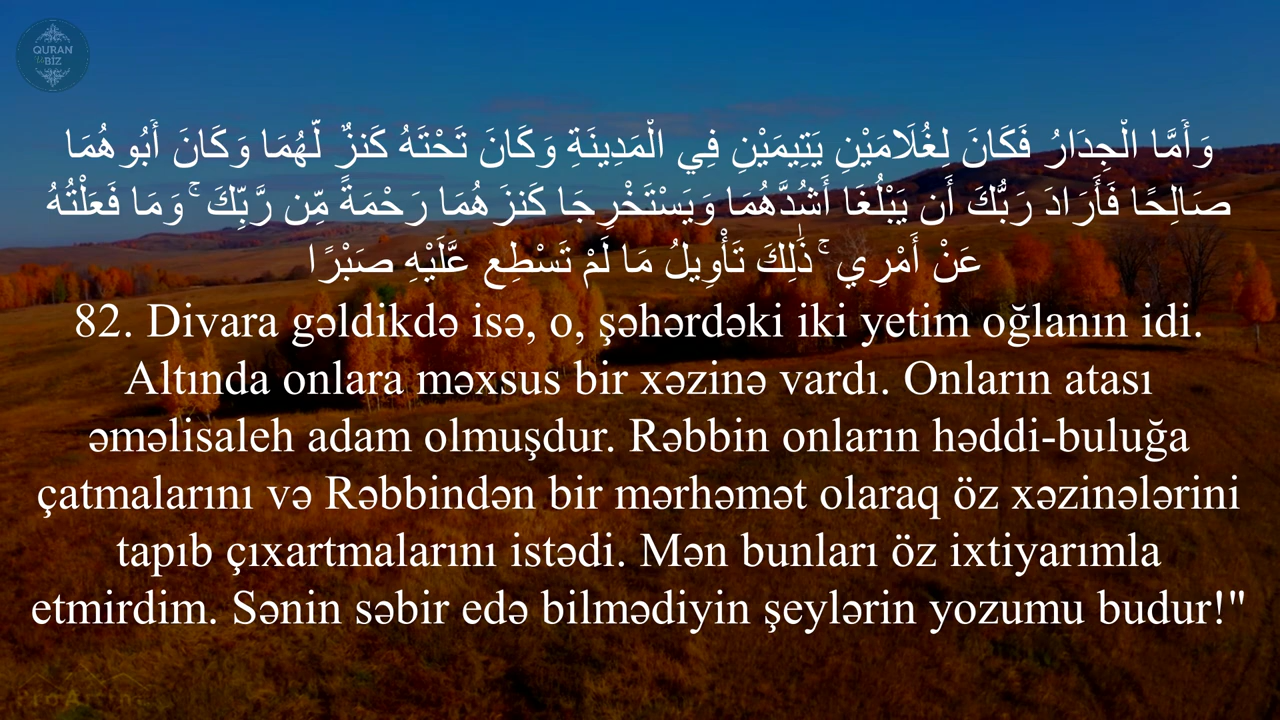 QURAN
Və
BİZ
وَأَمَّا الْجِدَارُ فَكَانَ لِغُلَامَيْنِ يَتِيمَيْنِ فِي الْمَدِينَةِ وَكَانَ تَحْتَهُ كَنزٌ لَّهُمَا وَكَانَ أَبُوهُمَا
صَالِحًا فَأَرَادَ رَبُّكَ أَن يَبْلُغَا أَشُدَّهُمَا وَيَسْتَخْرِجَا كَنزَهُمَا رَحْمَةً مِّن رَّبِّكَ ۚ وَمَا فَعَلْتُهُ
عَنْ أَمْرِي ۚ ذَٰلِكَ تَأْوِيلُ مَا لَمْ تَسْطِع عَّلَيْهِ صَبْرًا
82. Divara gəldikdə isə, o, şəhərdəki iki yetim oğlanın idi.
Altında onlara məxsus bir xəzinə vardı. Onların atası
əməlisaleh adam olmuşdur. Rəbbin onların həddi-buluğa
çatmalarını və Rəbbindən bir mərhəmət olaraq öz xəzinələrini
tapıb çıxartmalarını istədi. Mən bunları öz ixtiyarımla
etmirdim. Sənin səbir edə bilmədiyin şeylərin yozumu budur!"